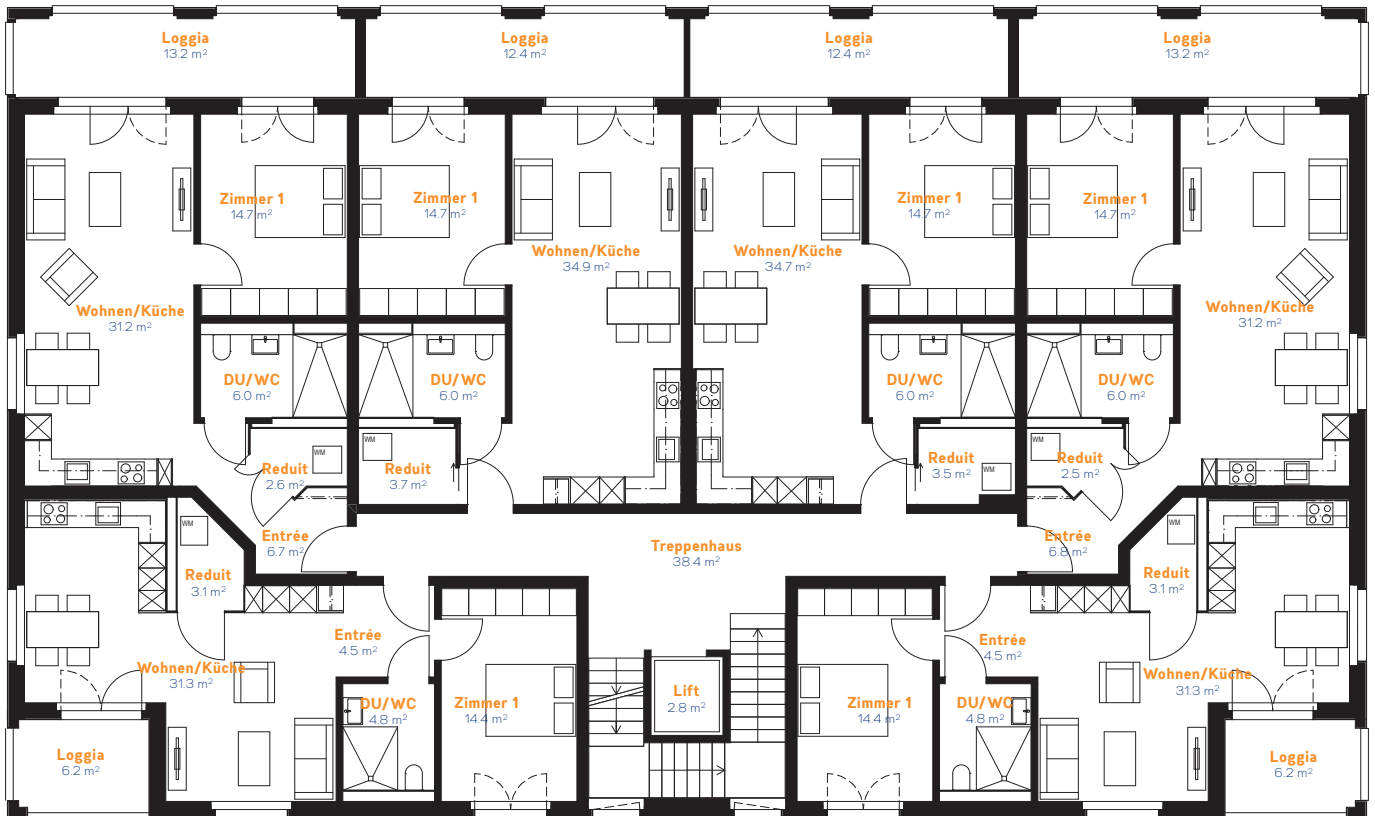 Loggia
13.2 m²
Loggia
12.4 m²
Loggia
12.4 m²
Loggia
13.2 m²
Zimmer 1
14.7 m²
Zimmer 1
14.7 m²
Zimmer 1
14.7 m²
Zimmer 1
14.7 m²
Wohnen/Küche
31.2 m²
Wohnen/Küche
34.9 m²
Wohnen/Küche
34.7 m²
Wohnen/Küche
31.2 m²
DU/WC
6.0 m²
DU/WC
6.0 m²
DU/WC
6.0 m²
DU/WC
6.0 m²
WM
WM
WM
WM
Reduit
2.6 m²
Reduit
3.7 m²
Reduit
3.5 m²
Reduit
2.5 m²
WM
WM
Entrée
6.7 m²
Treppenhaus
38.4 m²
Entrée
6.8 m²
Reduit
3.1 m²
Reduit
3.1 m²
Entrée
4.5 m²
Entrée
4.5 m²
Wohnen/Küche
31.3 m²
Wohnen/Küche
31.3 m²
DU/WC
4.8 m²
Zimmer 1
14.4 m²
Lift
2.8 m²
Zimmer 1
14.4 m²
DU/WC
4.8 m²
Loggia
6.2 m²
Loggia
6.2 m²